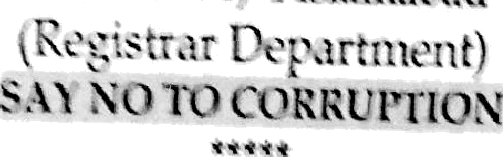 (Registrar Department)
SAY NO TO CORRUPTION
*****